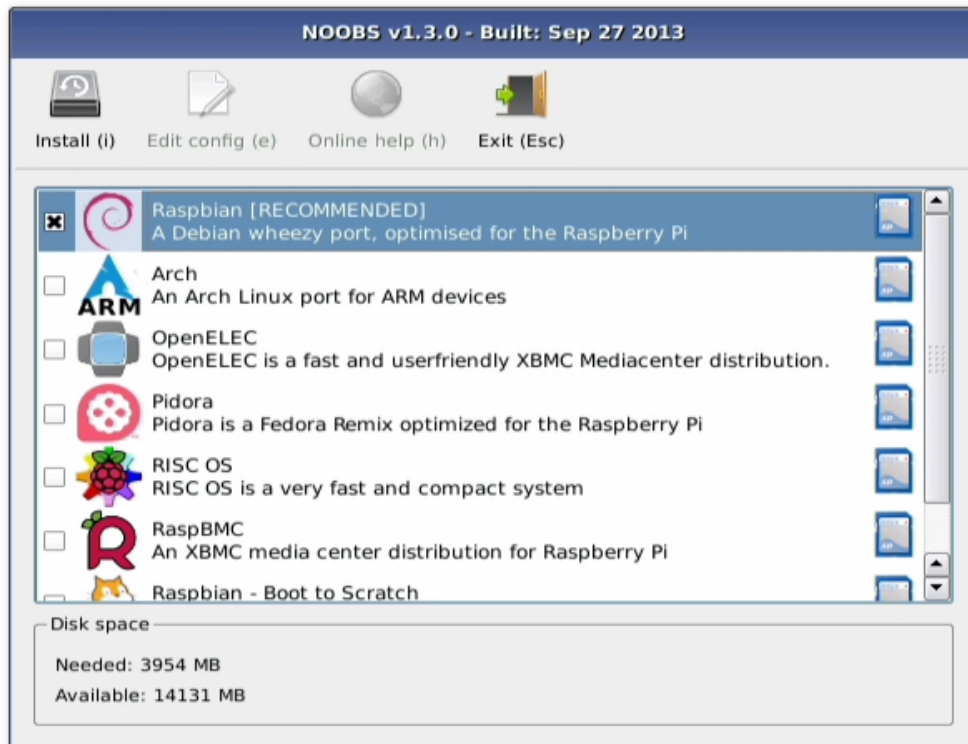 NOOBS v1.3.0 - Built: Sep 27 2013
Install (i) Edit config (e) Online help (h) Exit (Esc)
Raspbian [RECOMMENDED]
A Debian wheezy port, optimised for the Raspberry Pi
Arch
An Arch Linux port for ARM devices
ARM
OpenELEC
OpenELEC is a fast and userfriendly XBMC Mediacenter distribution.
Pidora
Pidora is a Fedora Remix optimized for the Raspberry Pi
RISC OS
RISC OS is a very fast and compact system
RaspBMC
An XBMC media center distribution for Raspberry Pi
Raspbian - Boot to Scratch
Disk space
Needed: 3954 MB
Available: 14131 MB